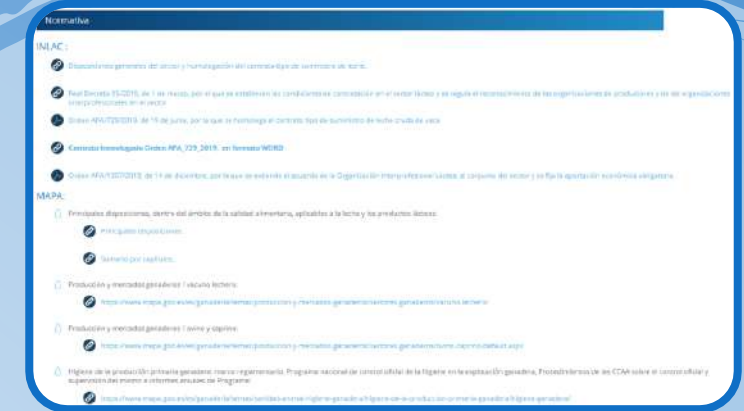 Normativa
INLAC:
Disposiciones generales del sector y homologación del contrato tipo de suministro de leche.
Real Decreto 95/2019, de 1 de marzo, por el que se establecen las condiciones de contratación en el sector lácteo y se regula el reconocimiento de las organizaciones de productores y de las organizaciones
interprofesionales en el sector
Orden APA/729/2019, de 19 de junio, por la que se homologa el contrato tipo de suministro de leche cruda de vaca.
Contrato homologado Orden APA_729_2019 en formato WORD
Orden de 14 de diciembre, por la que se extiende el acuerdo de la Organización Interprofesional Láctea, al conjunto del sector y se fija la aportación económica obligatoria.
MAPA:
Principales disposiciones, dentro del ámbito de la calidad alimentaria, aplicables a la leche y los productos lácteos.
Principales disposiciones
Sumario por capítulos.
Producción y mercados ganaderos / vacuno lechero.
Producción y mercados ganaderos / ovino y caprino.
Higiene de la producción primaria ganadera: marco reglamentario. Programa nacional de control oficial de la higiene en la explotación ganadera, Procedimientos de las CCAA sobre el control oficial y
supervisión del mismo e informes anuales de Programa